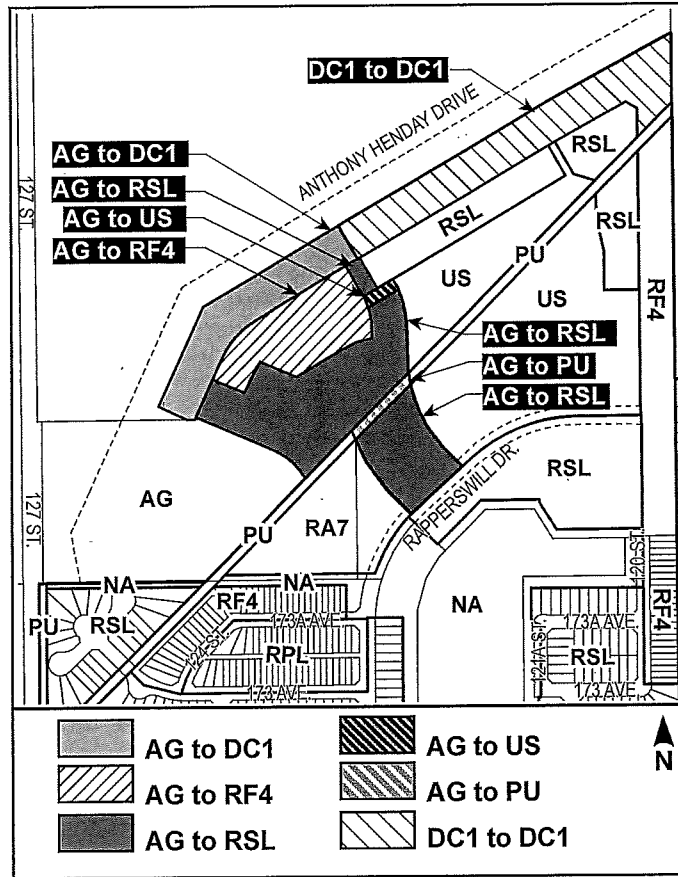 DC1 to DC1
ANTHONY HENDAY DRIVE
AG to DC1
AG to RSL
AG to US
AG to RF4
127 ST.
RSL
RSL
RSL
PU
US
US
RF4
AG to RSL
AG to PU
AG to RSL
RAPPERSWILL DR.
RSL
AG
127 ST.
PU
RA7
NA
NA
NA
PU
RSL
RF4
173A AVE.
124 ST.
RPL
173 AVE.
120 ST.
RF4
121A ST.
173A AVE.
RSL
173 AVE.
AG to DC1
AG to US
AG to RF4
AG to PU
AG to RSL
DC1 to DC1
N